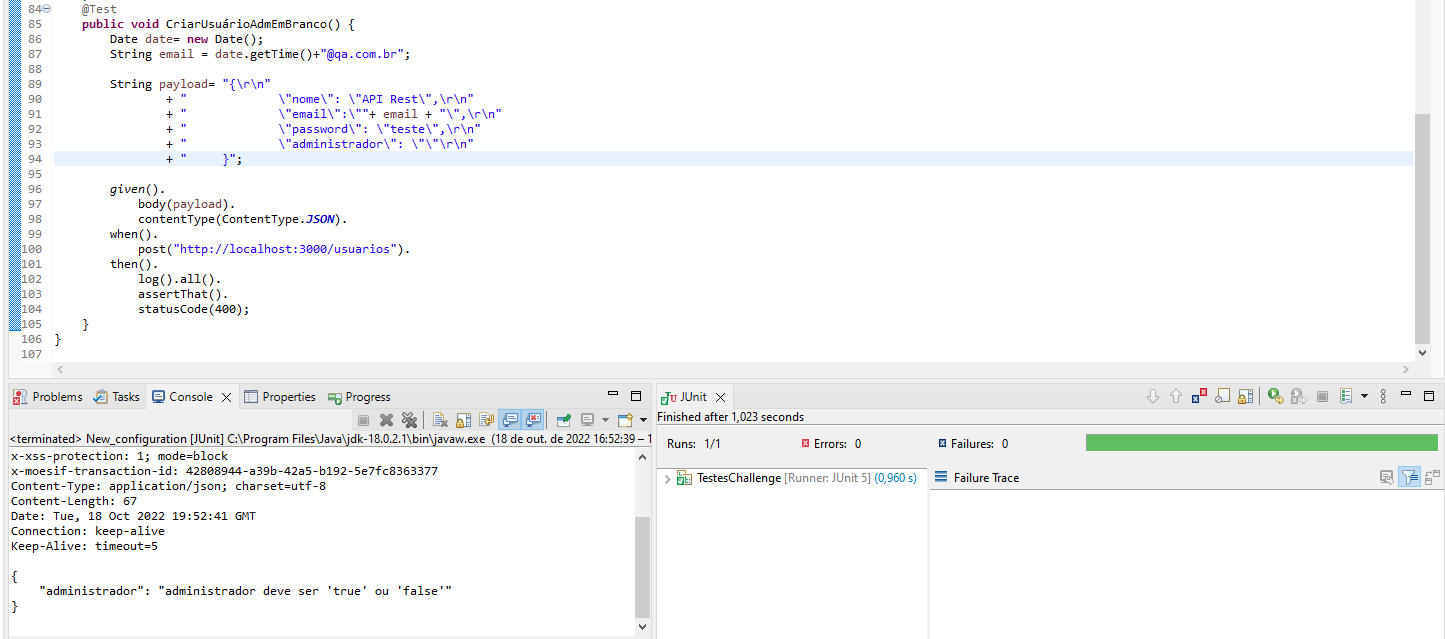 84 @Test
85 public void CriarUsuárioAdmEmBranco() {
86 Date date= new Date();
87 String email = date.getTime()+"@qa.com.br";
88
89 String payload= "{\r\n"
90 + " \"nome\": \"API Rest\",\r\n"
91 + " \"email\":\""+ email + "\",\r\n"
92 + " \"password\": \"teste\",\r\n"
93 + " \"administrador\": \"\"\r\n"
94 + " }";
95
96 given().
97 body(payload).
98 contentType(ContentType.JSON).
99 when().
100 post("http://localhost:3000/usuarios").
101 then().
102 log().all().
103 assertThat().
104 statusCode(400);
105 }
106 }
107
Problems Tasks Console Properties Progress
<terminated> New_configuration [JUnit] C:\Program Files\Java\jdk-18.0.2.1\bin\javaw.exe (18 de out. de 2022 16:52:39 – 1
x-xss-protection: 1; mode=block
x-moesif-transaction-id: 42808944-a39b-42a5-b192-5e7fc8363377
Content-Type: application/json; charset=utf-8
Content-Length: 67
Date: Tue, 18 Oct 2022 19:52:41 GMT
Connection: keep-alive
Keep-Alive: timeout=5
{
"administrador": "administrador deve ser 'true' ou 'false'"
}
JUnit
Finished after 1,023 seconds
Runs: 1/1 Errors: 0 Failures: 0
TestesChallenge [Runner: JUnit 5] (0,960 s)
Failure Trace